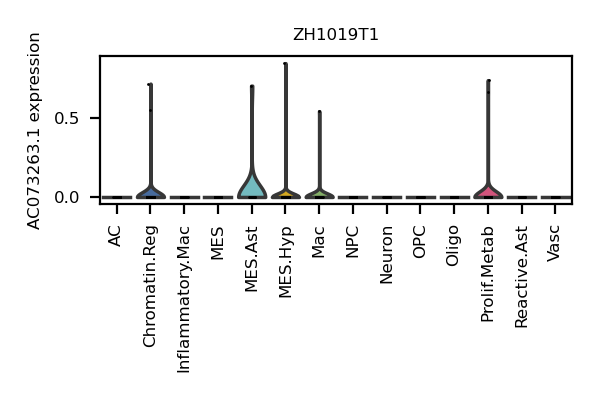 ZH1019T1
AC073263.1 expression
0.5
0.0
AC
Chromatin.Reg
Inflammatory.Mac
MES
MES.Ast
MES.Hyp
Mac
NPC
Neuron
OPC
Oligo
Prolif.Metab
Reactive.Ast
Vasc